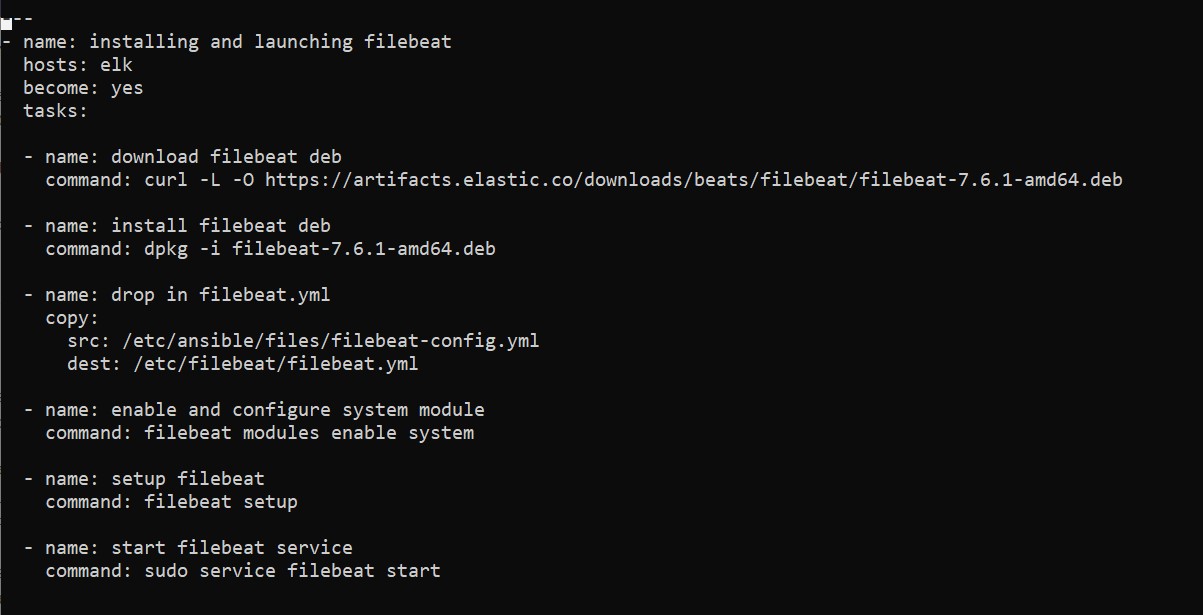 ---
- name: installing and launching filebeat
  hosts: elk
  become: yes
  tasks:

  - name: download filebeat deb
    command: curl -L -O https://artifacts.elastic.co/downloads/beats/filebeat/filebeat-7.6.1-amd64.deb

  - name: install filebeat deb
    command: dpkg -i filebeat-7.6.1-amd64.deb

  - name: drop in filebeat.yml
    copy:
      src: /etc/ansible/files/filebeat-config.yml
      dest: /etc/filebeat/filebeat.yml

  - name: enable and configure system module
    command: filebeat modules enable system

  - name: setup filebeat
    command: filebeat setup

  - name: start filebeat service
    command: sudo service filebeat start